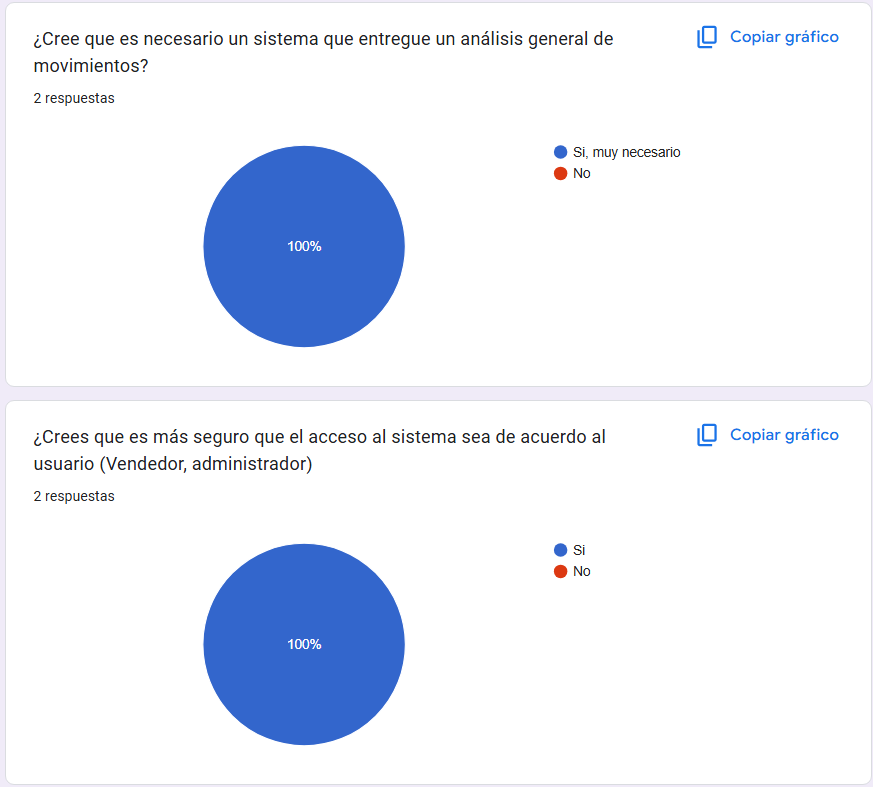 ¿Cree que es necesario un sistema que entregue un análisis general de
movimientos?
Copiar gráfico
2 respuestas
100%
Si, muy necesario
No
¿Crees que es más seguro que el acceso al sistema sea de acuerdo al
usuario (Vendedor, administrador)
Copiar gráfico
2 respuestas
100%
Si
No